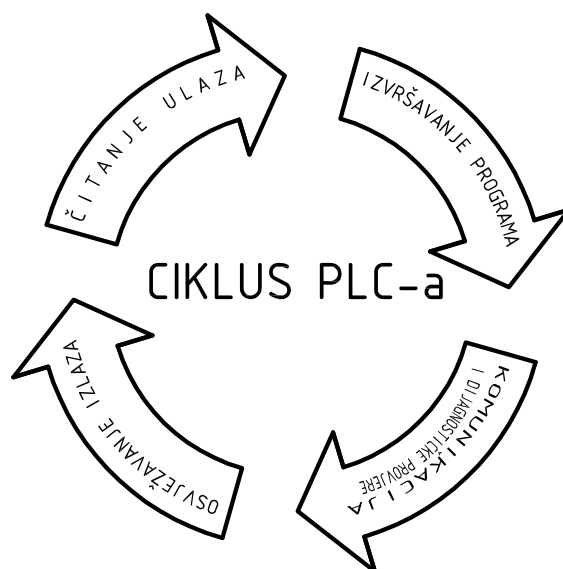 ČITANJE ULAZA
IZVRŠAVANJE PROGRAMA
CIKLUS PLC-a
KOMUNIKACIJA
I DIJAGNOSTIČKE PROVJERE
OSVJEŽAVANJE IZLAZA